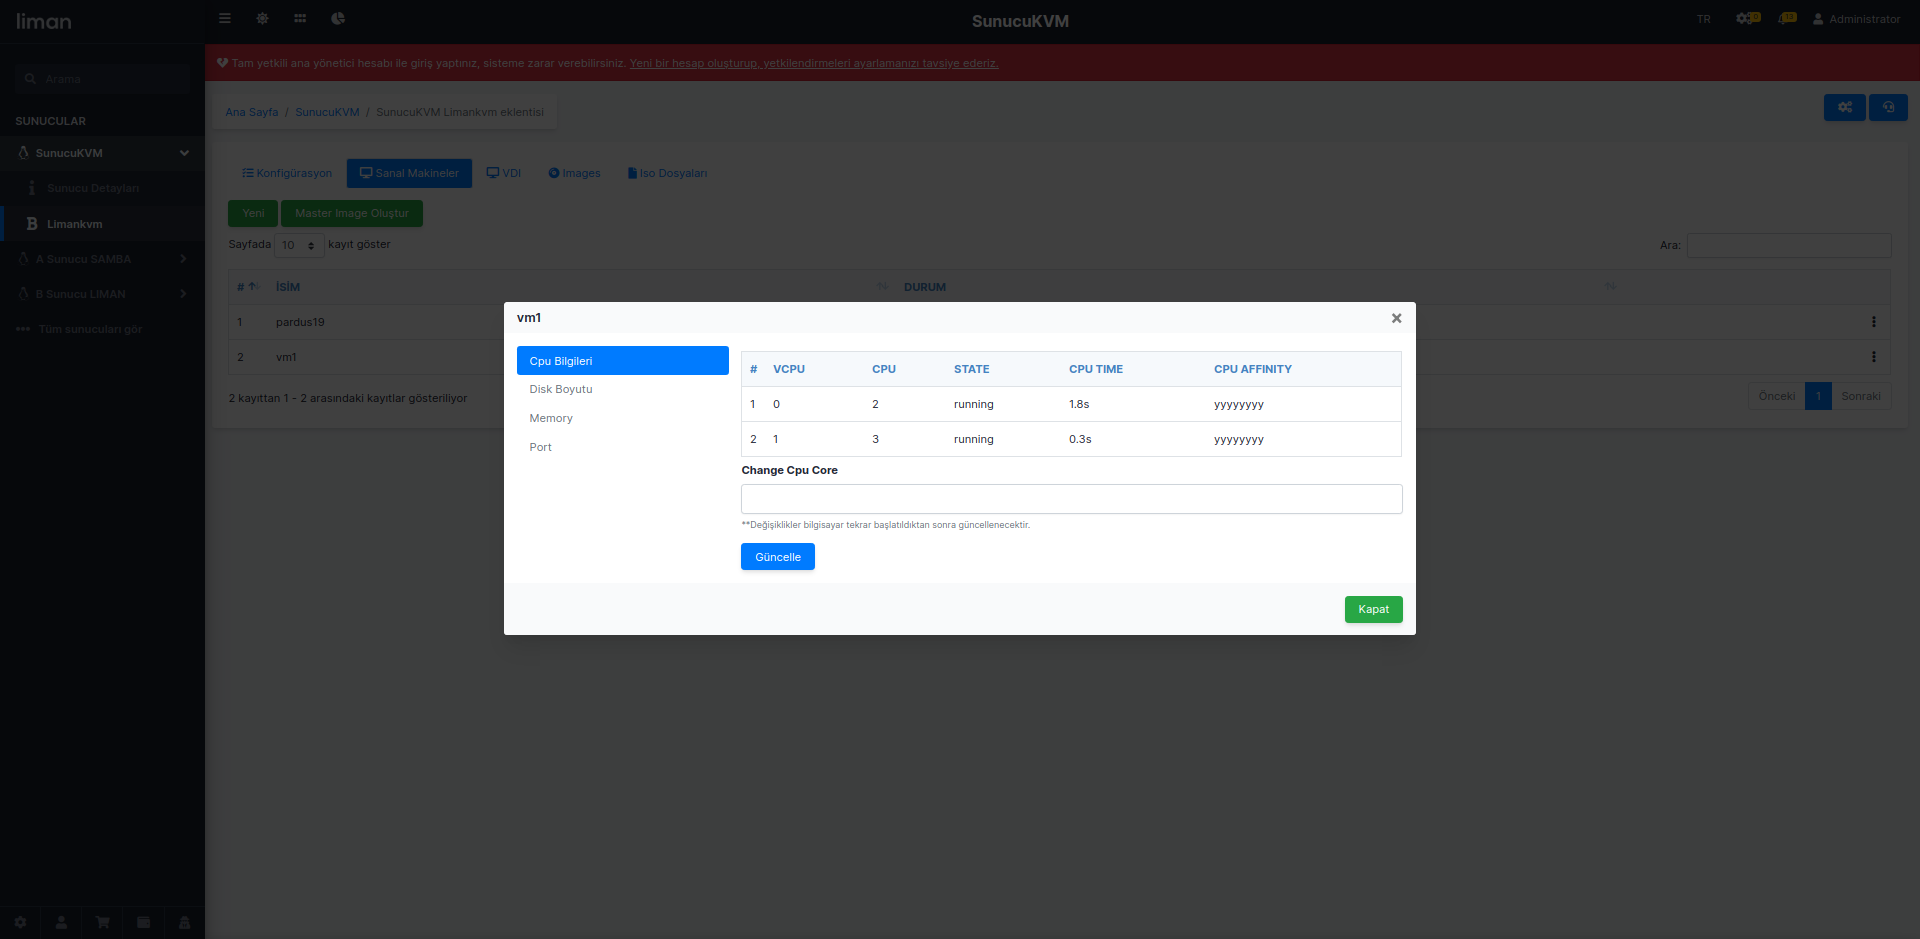 liman
SunucuKVM
TR
Administrator
Arama
Tam yetkili ana yönetici hesabı ile giriş yaptınız, sisteme zarar verebilirsiniz. Yeni bir hesap oluşturup, yetkilendirmeleri ayarlamanızı tavsiye ederiz.
SUNUCULAR
SunucuKVM
Sunucu Detayları
Limankvm
A Sunucu SAMBA
B Sunucu LIMAN
Tüm sunucuları gör
Ana Sayfa / SunucuKVM / SunucuKVM Limankvm eklentisi
Konfigürasyon Sanal Makineler VDI Images Iso Dosyaları
Yeni Master Image Oluştur
Sayfada 10 kayıt göster Ara:
# İSİM DURUM
1 pardus19
2 vm1
2 kayıttan 1 - 2 arasındaki kayıtlar gösteriliyor
Önceki 1 Sonraki
vm1
Cpu Bilgileri
Disk Boyutu
Memory
Port
# VCPU CPU STATE CPU TIME CPU AFFINITY
1 0 2 running 1.8s yyyyyyyy
2 1 3 running 0.3s yyyyyyyy
Change Cpu Core
**Değişiklikler bilgisayar tekrar başlatıldıktan sonra güncellenecektir.
Güncelle
Kapat